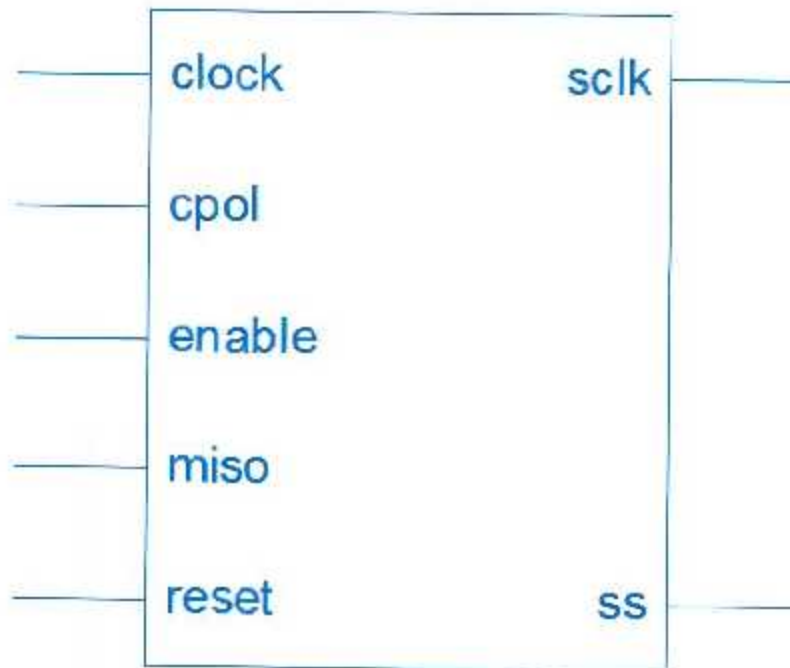 clock sclk
cpol
enable
miso
reset ss